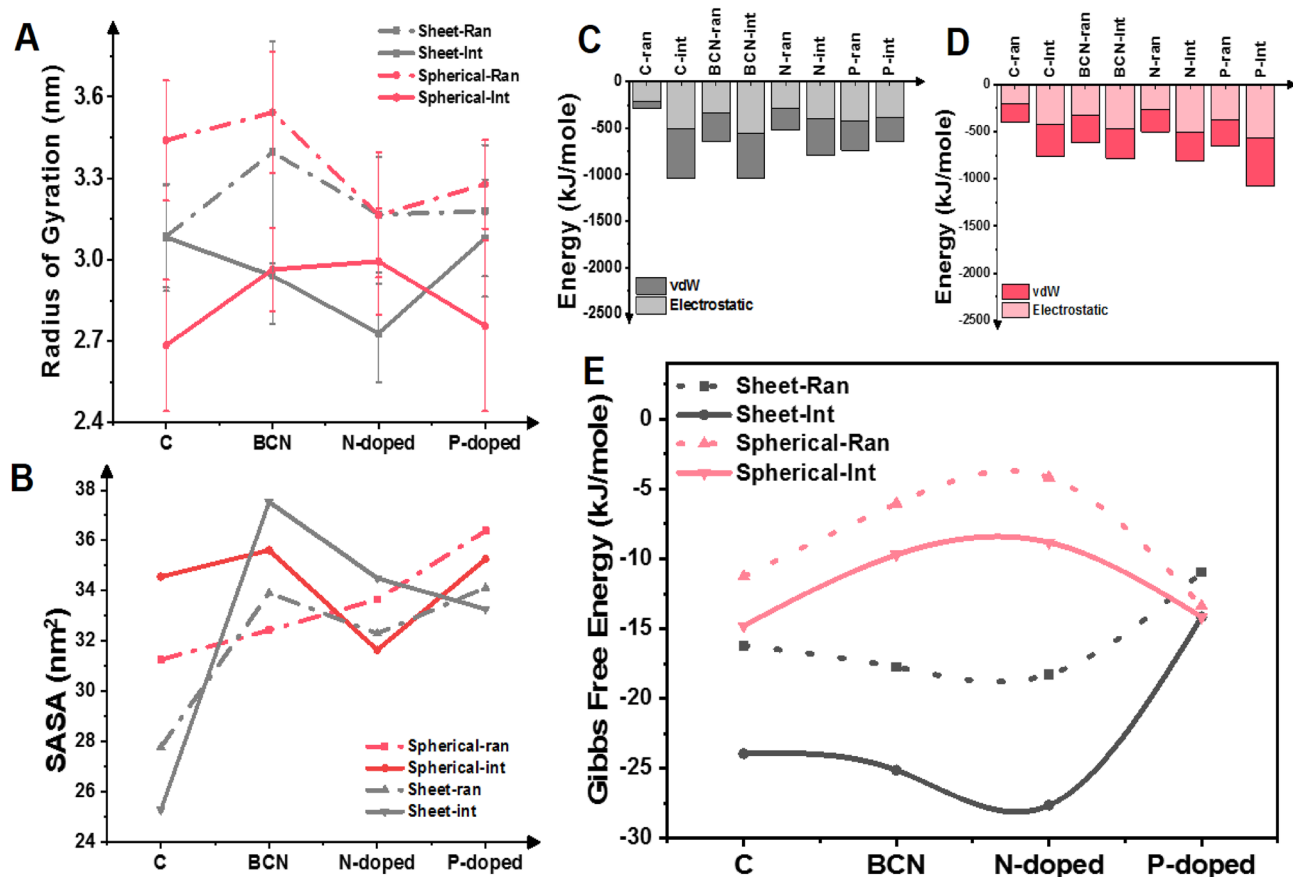 A
Radius of Gyration (nm)
3.6
3.3
3.0
2.7
2.4
Sheet-Ran
Sheet-Int
Spherical-Ran
Spherical-Int
C
BCN
N-doped
P-doped
B
SASA (nm²)
38
36
34
32
30
28
26
24
Spherical-ran
Spherical-int
Sheet-ran
Sheet-int
C
BCN
N-doped
P-doped
C
C-ran
C-int
BCN-ran
BCN-int
N-ran
N-int
P-ran
P-int
Energy (kJ/mole)
0
-500
-1000
-1500
-2000
-2500
vdW
Electrostatic
D
C-ran
C-Int
BCN-ran
BCN-Int
N-ran
N-Int
P-ran
P-Int
Energy (kJ/mole)
0
-500
-1000
-1500
-2000
-2500
vdW
Electrostatic
E
Gibbs Free Energy (kJ/mole)
0
-5
-10
-15
-20
-25
-30
Sheet-Ran
Sheet-Int
Spherical-Ran
Spherical-Int
C
BCN
N-doped
P-doped